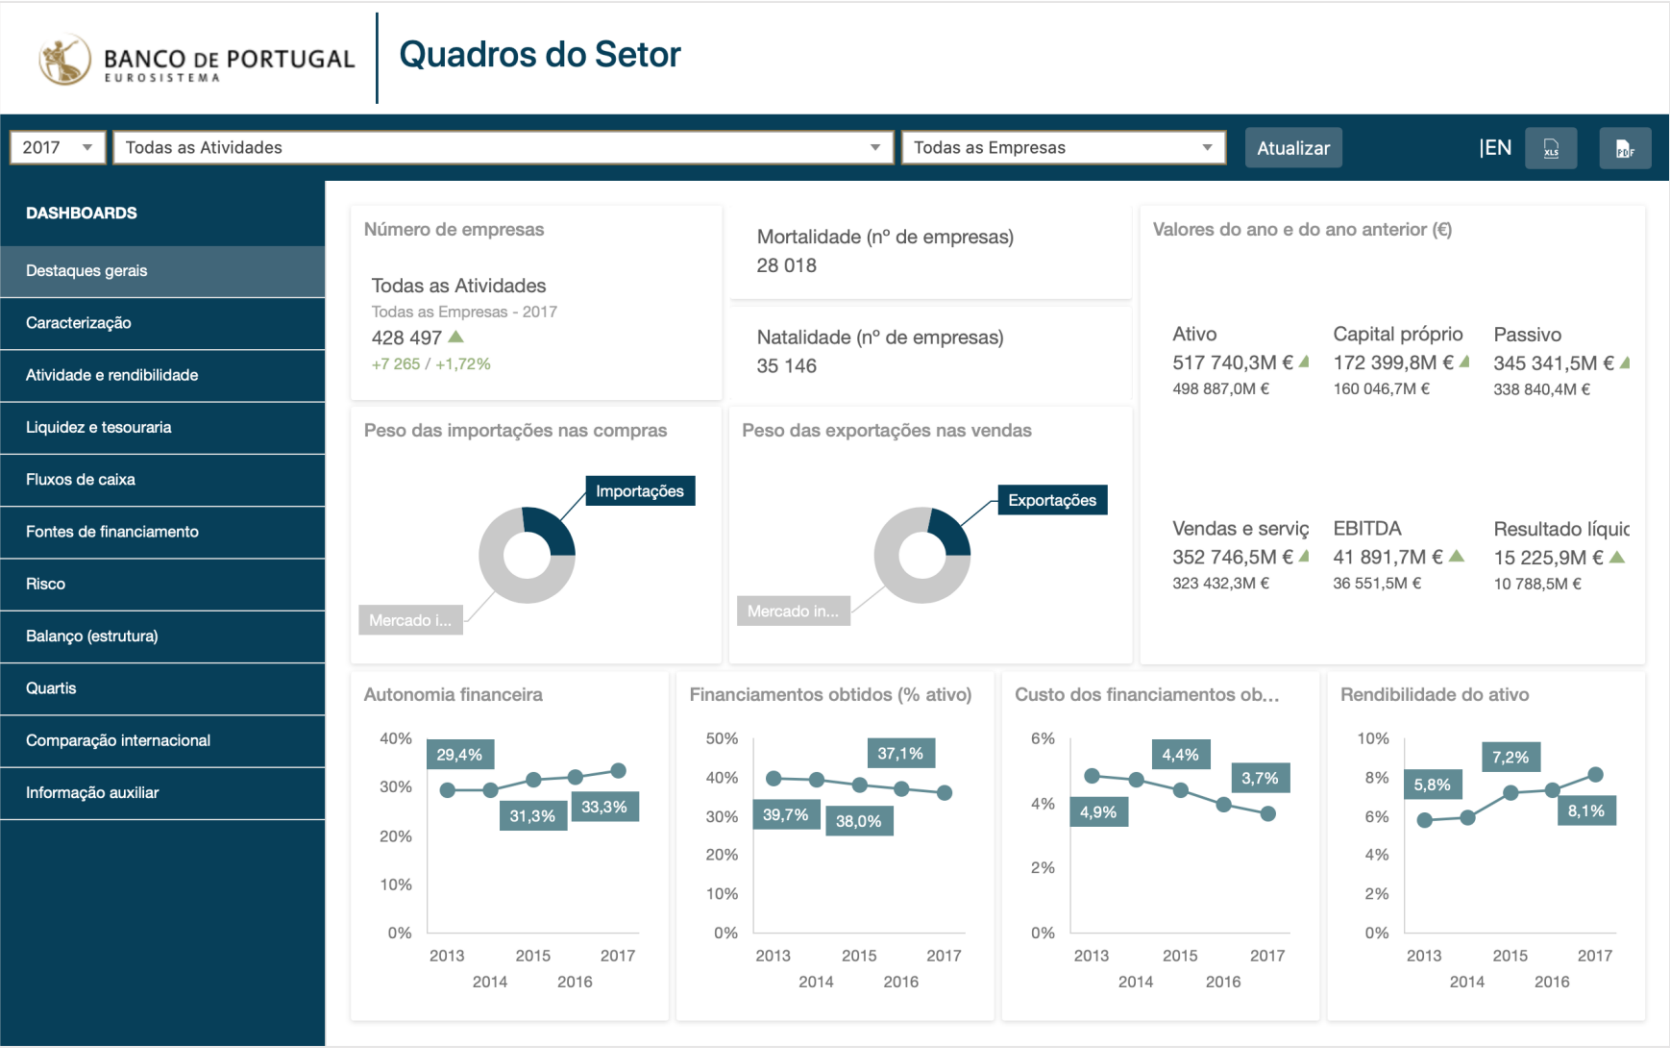 BANCO DE PORTUGAL
EUROSISTEMA
Quadros do Setor
2017
Todas as Atividades
Todas as Empresas
Atualizar
|EN
XLS
PDF
DASHBOARDS
Destaques gerais
Caracterização
Atividade e rendibilidade
Liquidez e tesouraria
Fluxos de caixa
Fontes de financiamento
Risco
Balanço (estrutura)
Quartis
Comparação internacional
Informação auxiliar
Número de empresas
Todas as Atividades
Todas as Empresas - 2017
428 497
+7 265 / +1,72%
Mortalidade (nº de empresas)
28 018
Natalidade (nº de empresas)
35 146
Valores do ano e do ano anterior (€)
Ativo
517 740,3M €
498 887,0M €
Capital próprio
172 399,8M €
160 046,7M €
Passivo
345 341,5M €
338 840,4M €
Vendas e serviç
352 746,5M €
323 432,3M €
EBITDA
41 891,7M €
36 551,5M €
Resultado líquic
15 225,9M €
10 788,5M €
Peso das importações nas compras
Importações
Mercado i...
Peso das exportações nas vendas
Exportações
Mercado in...
Autonomia financeira
40%
30%
20%
10%
0%
29,4%
31,3%
33,3%
2013
2014
2015
2016
2017
Financiamentos obtidos (% ativo)
50%
40%
30%
20%
10%
0%
39,7%
38,0%
37,1%
2013
2014
2015
2016
2017
Custo dos financiamentos ob...
6%
4%
2%
0%
4,9%
4,4%
3,7%
2013
2014
2015
2016
2017
Rendibilidade do ativo
10%
8%
6%
4%
2%
0%
5,8%
7,2%
8,1%
2013
2014
2015
2016
2017